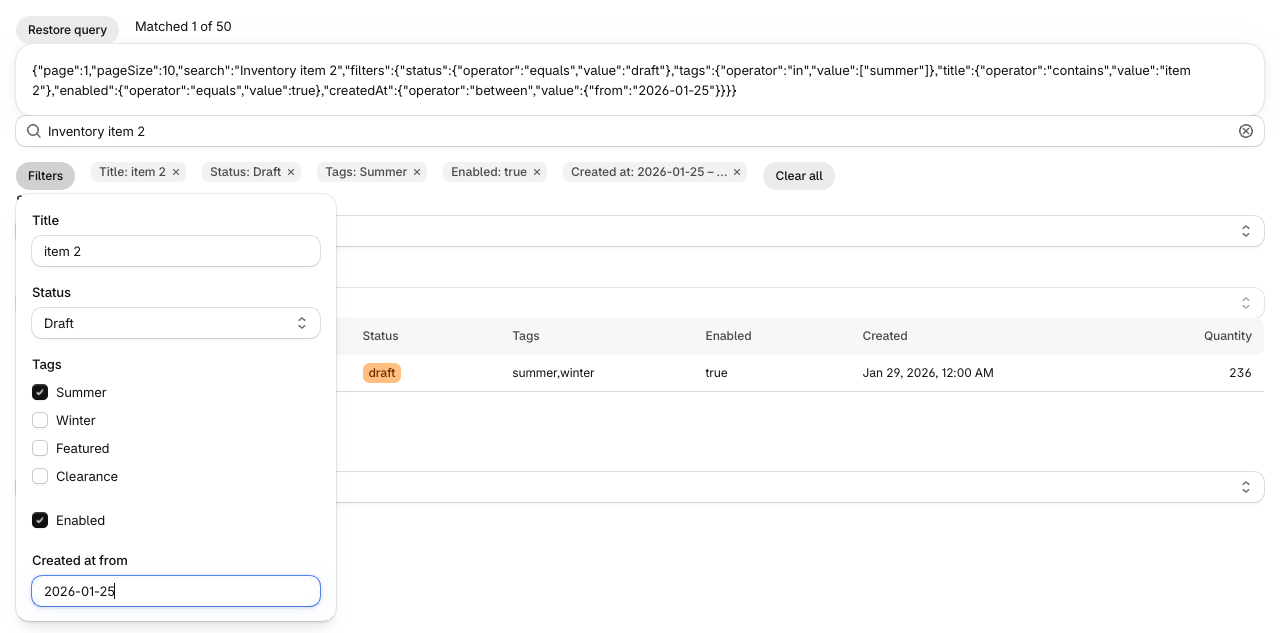 Restore query
Matched 1 of 50
{"page":1,"pageSize":10,"search":"Inventory item 2","filters":{"status":{"operator":"equals","value":"draft"},"tags":{"operator":"in","value":["summer"]},"title":{"operator":"contains","value":"item
2"},"enabled":{"operator":"equals","value":true},"createdAt":{"operator":"between","value":{"from":"2026-01-25"}}}}
Inventory item 2
Filters
Title: item 2 ×
Status: Draft ×
Tags: Summer ×
Enabled: true ×
Created at: 2026-01-25 – ... ×
Clear all
Title
item 2
Status
Draft
Tags
Summer
Winter
Featured
Clearance
Enabled
Created at from
2026-01-25
Status Tags Enabled Created Quantity
draft summer,winter true Jan 29, 2026, 12:00 AM 236